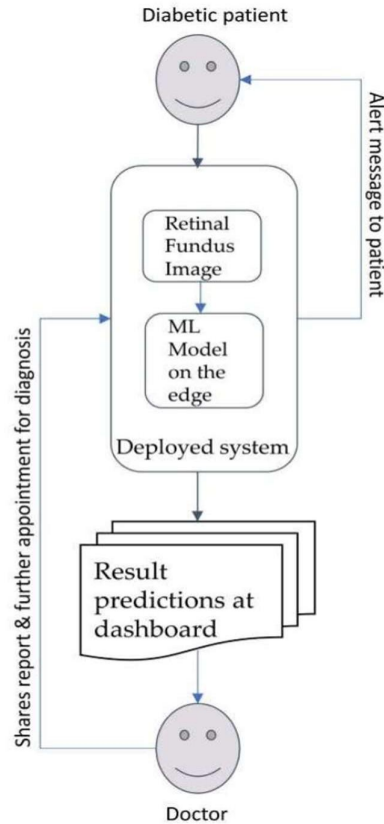 Diabetic patient
Alert message to patient
Retinal
Fundus
Image
ML
Model
on the
edge
Deployed system
Shares report & further appointment for diagnosis
Result
predictions at
dashboard
Doctor